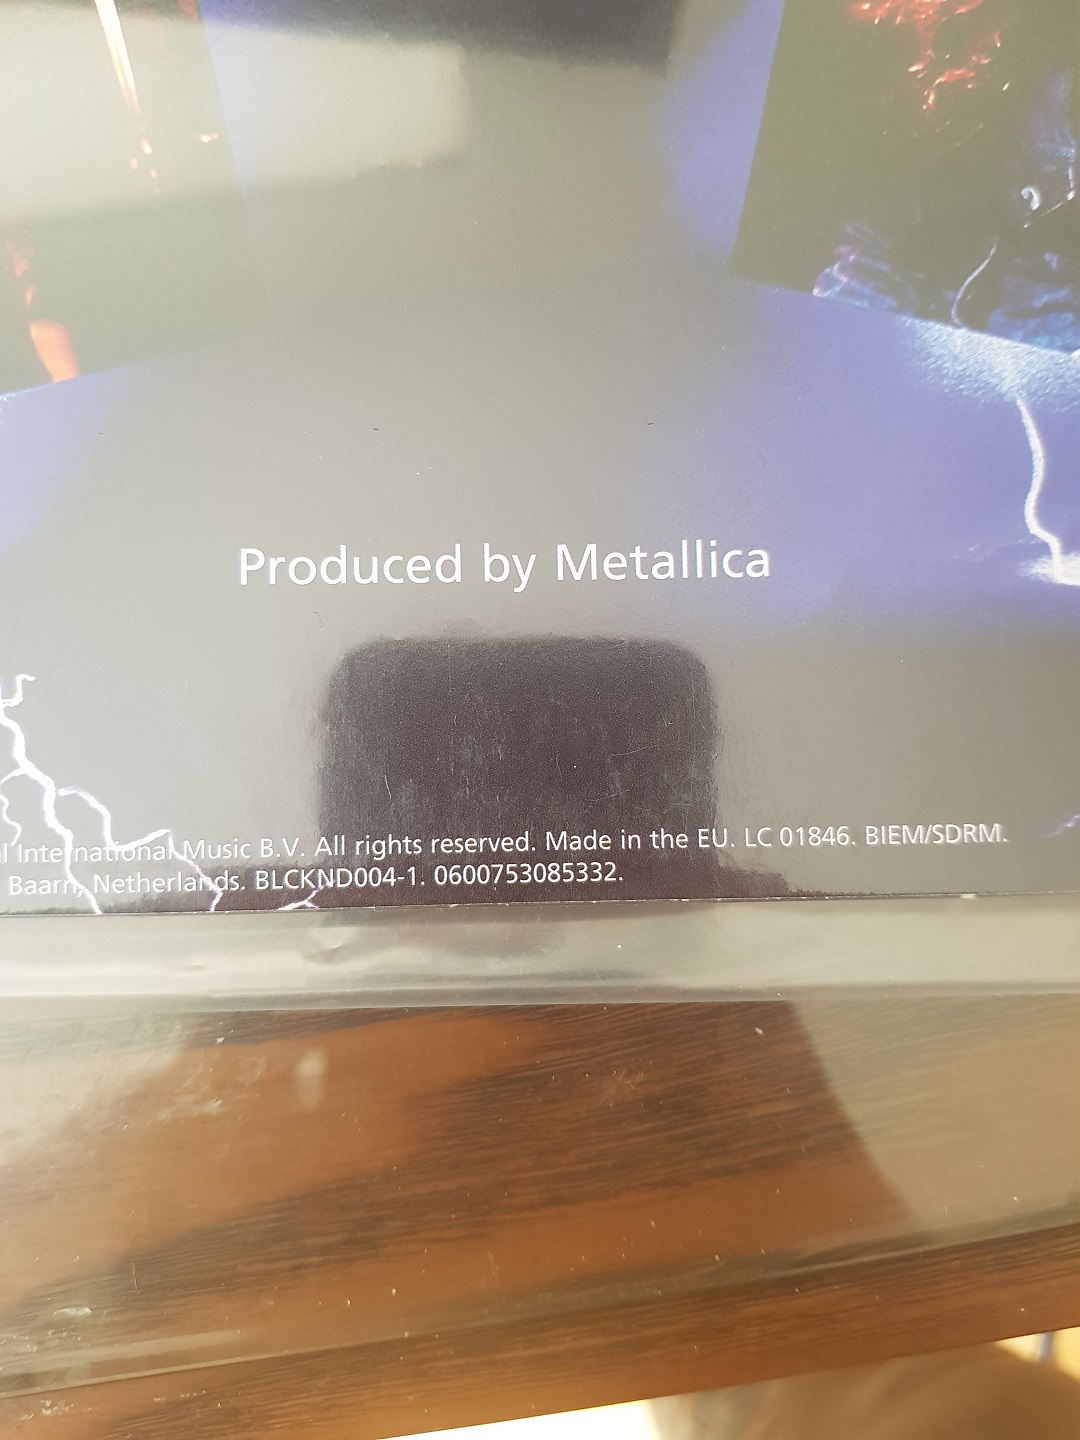 Produced by Metallica
l International Music B.V. All rights reserved. Made in the EU. LC 01846. BIEM/SDRM.
Baarn, Netherlands. BLCKND004-1. 0600753085332.